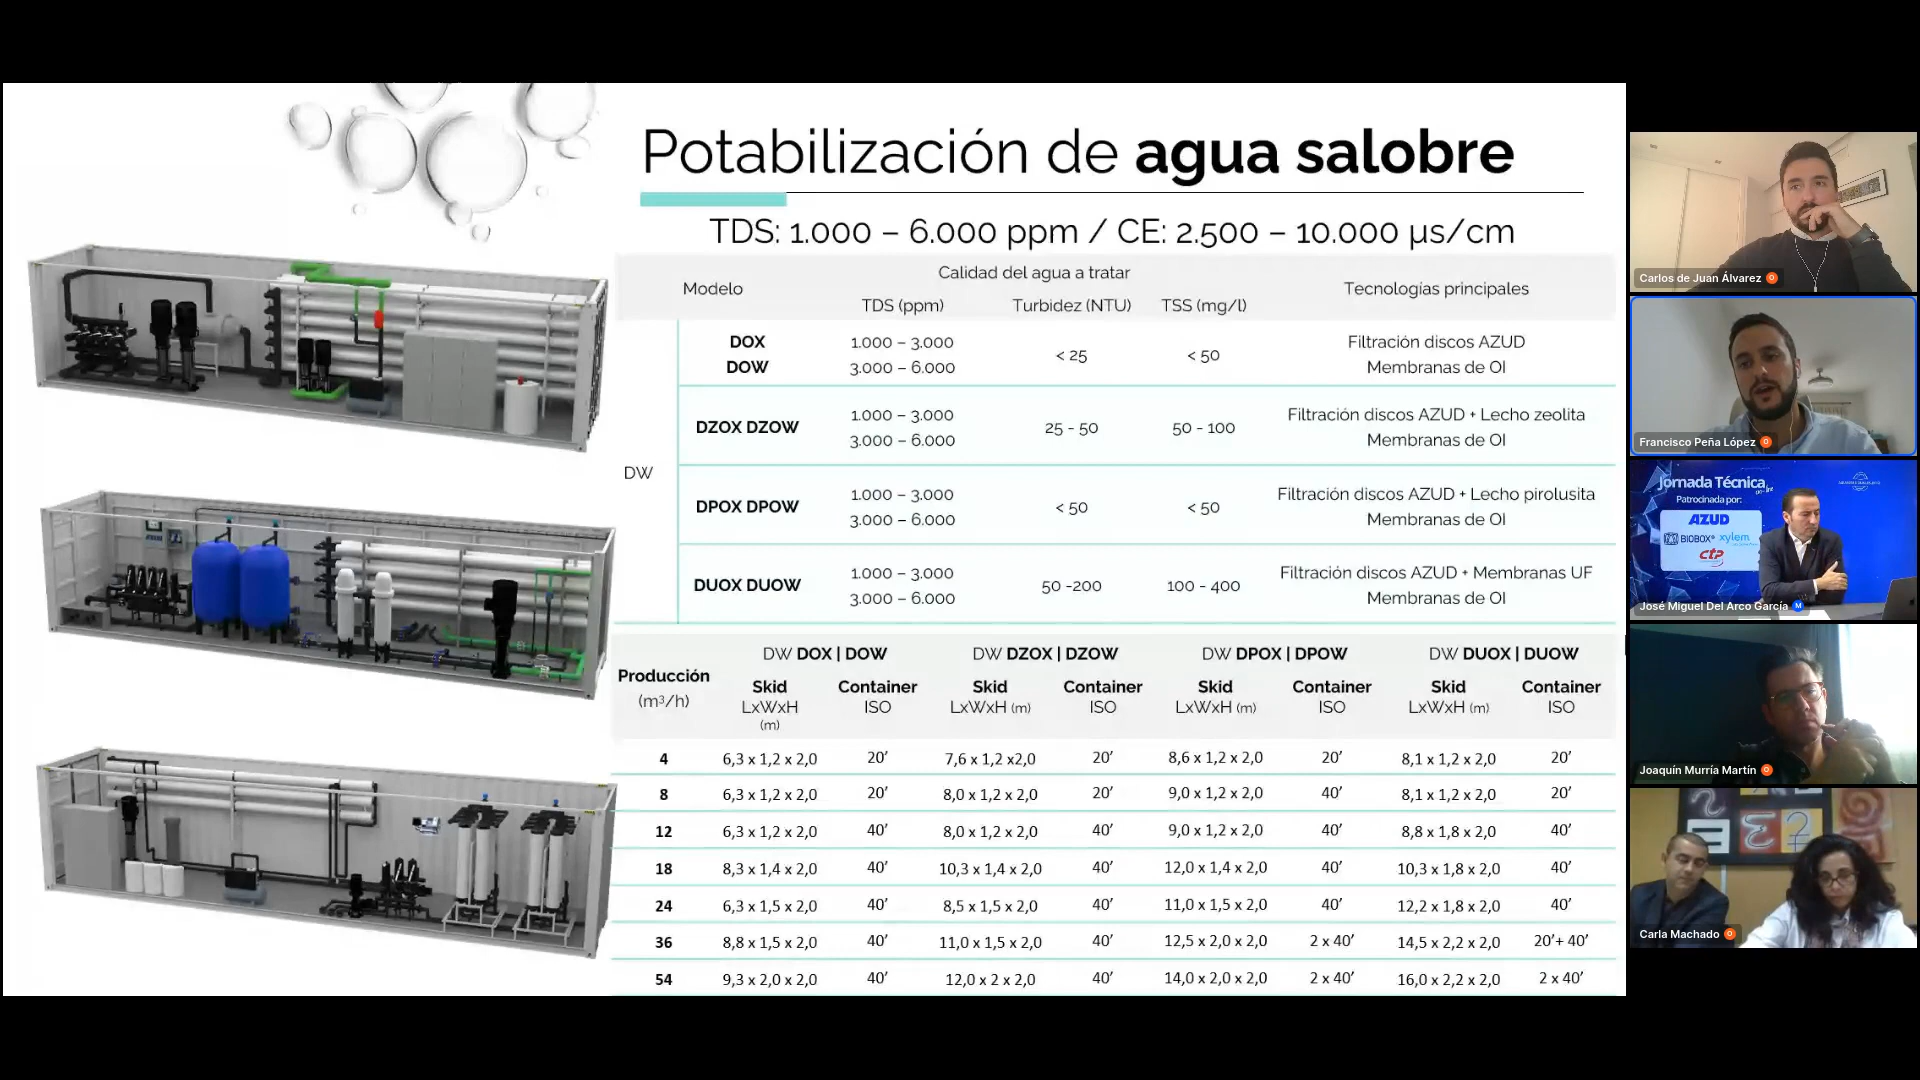 Potabilización de agua salobre
TDS: 1.000 – 6.000 ppm / CE: 2.500 – 10.000 µs/cm
Modelo
Calidad del agua a tratar
TDS (ppm) Turbidez (NTU) TSS (mg/l)
Tecnologías principales
DW
DOX 1.000 – 3.000 Filtración discos AZUD
< 25 < 50
DOW 3.000 – 6.000 Membranas de OI
1.000 – 3.000 Filtración discos AZUD + Lecho zeolita
DZOX DZOW 25 - 50 50 - 100
3.000 – 6.000 Membranas de OI
1.000 – 3.000 Filtración discos AZUD + Lecho pirolusita
DPOX DPOW < 50 < 50
3.000 – 6.000 Membranas de OI
1.000 – 3.000 Filtración discos AZUD + Membranas UF
DUOX DUOW 50 -200 100 - 400
3.000 – 6.000 Membranas de OI
DW DOX | DOW DW DZOX | DZOW DW DPOX | DPOW DW DUOX | DUOW
Producción
(m³/h)
Skid Container Skid Container Skid Container Skid Container
LxWxH ISO LxWxH (m) ISO LxWxH (m) ISO LxWxH (m) ISO
(m)
4 6,3 x 1,2 x 2,0 20’ 7,6 x 1,2 x2,0 20’ 8,6 x 1,2 x 2,0 20’ 8,1 x 1,2 x 2,0 20’
8 6,3 x 1,2 x 2,0 20’ 8,0 x 1,2 x 2,0 20’ 9,0 x 1,2 x 2,0 40’ 8,1 x 1,2 x 2,0 20’
12 6,3 x 1,2 x 2,0 40’ 8,0 x 1,2 x 2,0 40’ 9,0 x 1,2 x 2,0 40’ 8,8 x 1,8 x 2,0 40’
18 8,3 x 1,4 x 2,0 40’ 10,3 x 1,4 x 2,0 40’ 12,0 x 1,4 x 2,0 40’ 10,3 x 1,8 x 2,0 40’
24 6,3 x 1,5 x 2,0 40’ 8,5 x 1,5 x 2,0 40’ 11,0 x 1,5 x 2,0 40’ 12,2 x 1,8 x 2,0 40’
36 8,8 x 1,5 x 2,0 40’ 11,0 x 1,5 x 2,0 40’ 12,5 x 2,0 x 2,0 2 x 40’ 14,5 x 2,2 x 2,0 20’+ 40’
54 9,3 x 2,0 x 2,0 40’ 12,0 x 2 x 2,0 40’ 14,0 x 2,0 x 2,0 2 x 40’ 16,0 x 2,2 x 2,0 2 x 40’
Carlos de Juan Álvarez O
Francisco Peña López O
Jornada Técnica
on-line
Patrocinada por:
AZUD
BIOBOX® xylem
ctp
José Miguel Del Arco García M
Joaquín Murría Martín O
Carla Machado O